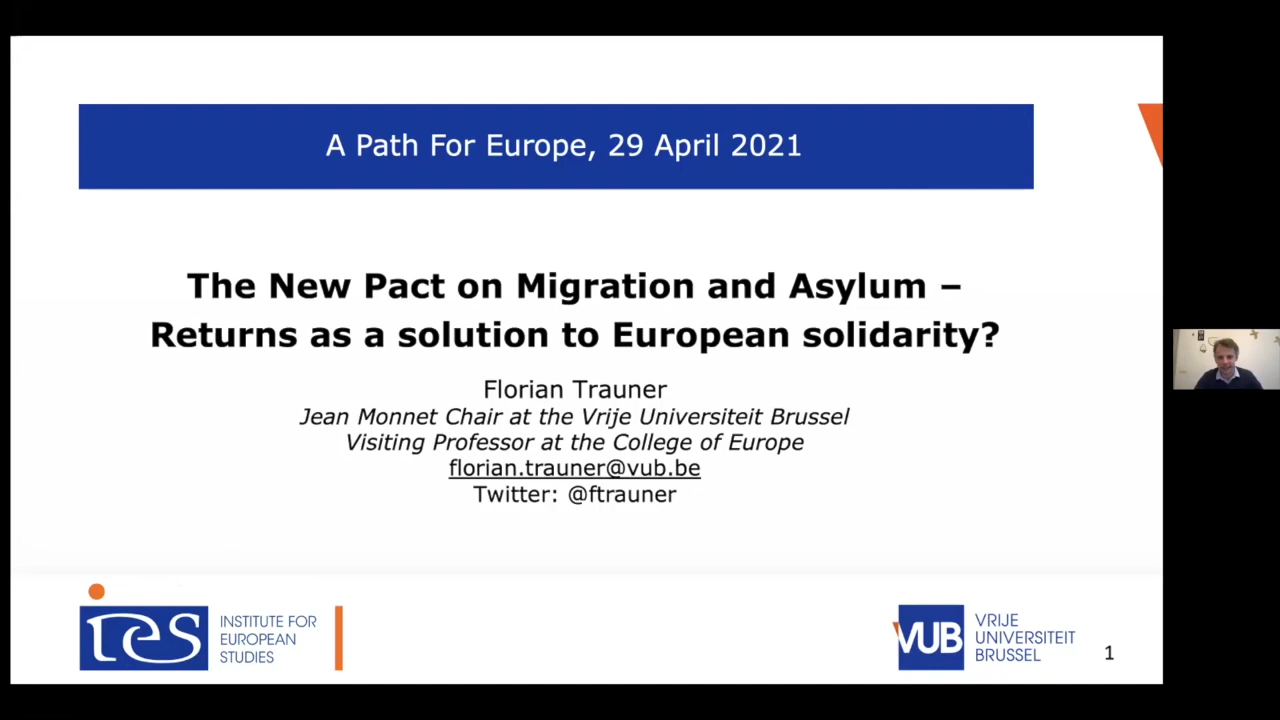 A Path For Europe, 29 April 2021
The New Pact on Migration and Asylum –
Returns as a solution to European solidarity?
Florian Trauner
Jean Monnet Chair at the Vrije Universiteit Brussel
Visiting Professor at the College of Europe
florian.trauner@vub.be
Twitter: @ftrauner
ies
INSTITUTE FOR
EUROPEAN
STUDIES
VUB
VRIJE
UNIVERSITEIT
BRUSSEL
1